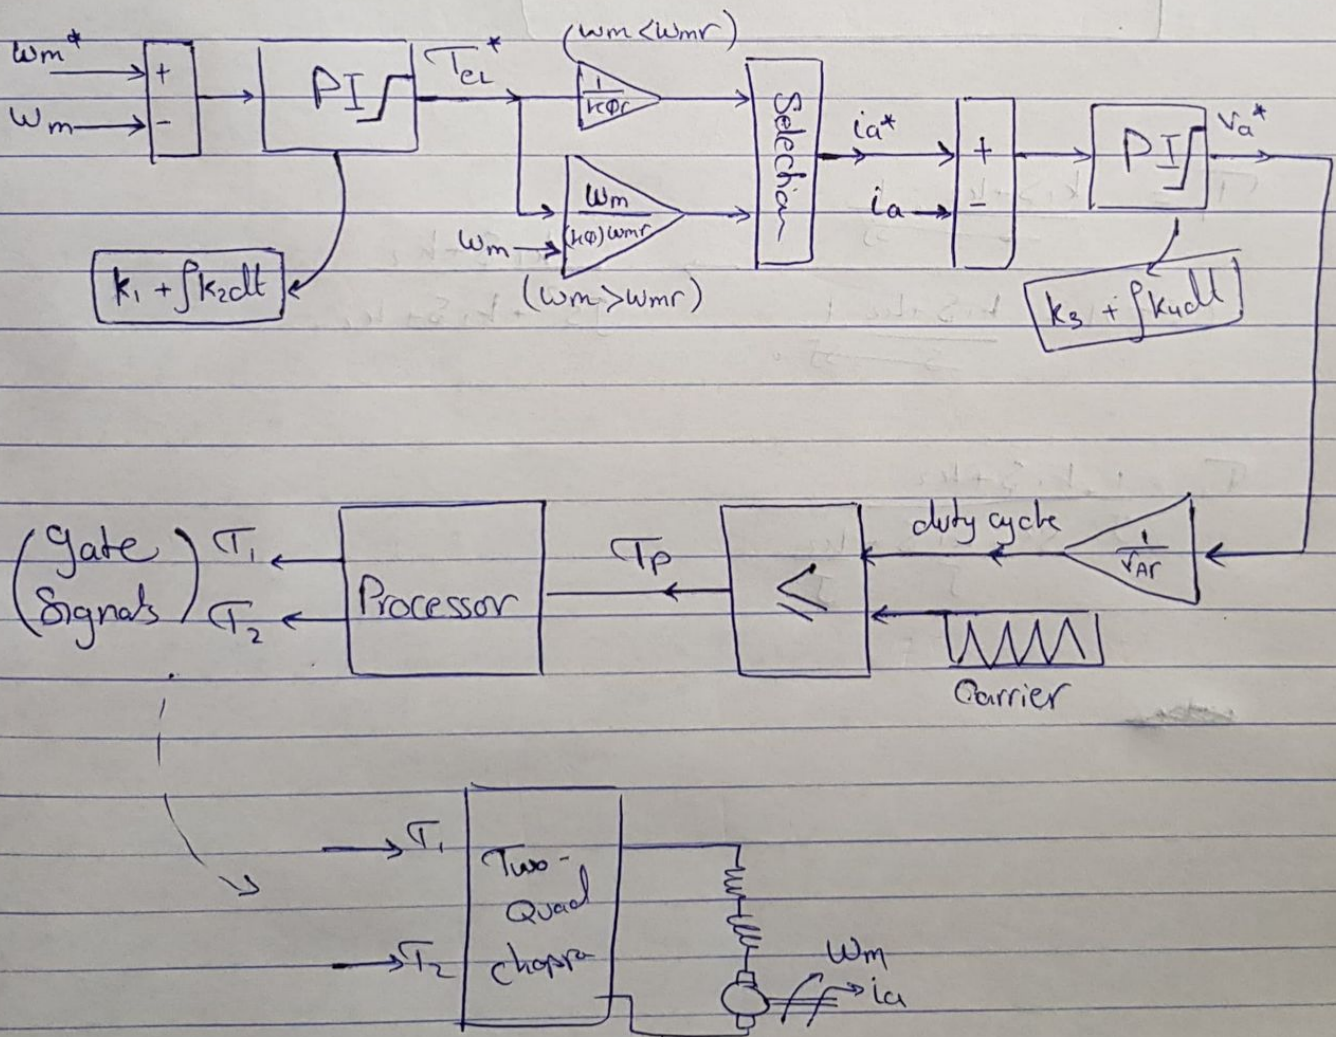 (ωm < ωmr)
ωm*
+
PI
Te*
1/kφr
Selection
ia*
+
PI
Va*
ωm
-
ωm/(kφ)ωmr
ωm
ia
-
(ωm > ωmr)
k₁ + ∫k₂dt
k₃ + ∫k₄dt
(gate
Signals)
T₁
T₂
Processor
Tp
≤
duty cycle
1/VAr
Carrier
T₁
T₂
Two-
Quad
ωm
ia